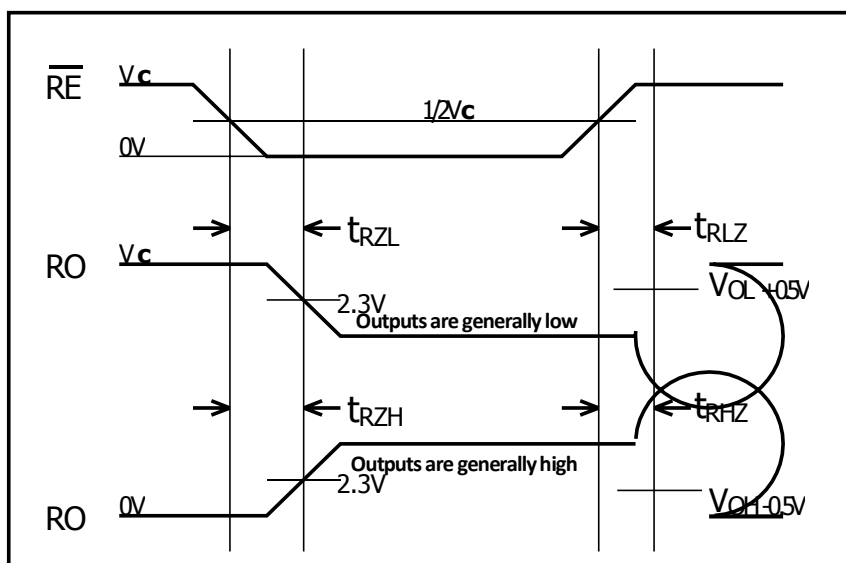 RE Vc
1/2Vc
0V
tRZL tRLZ
RO Vc
2.3V
VOL +0.5V
Outputs are generally low
tRZH tRHZ
Outputs are generally high
2.3V
RO 0V
VOH-0.5V